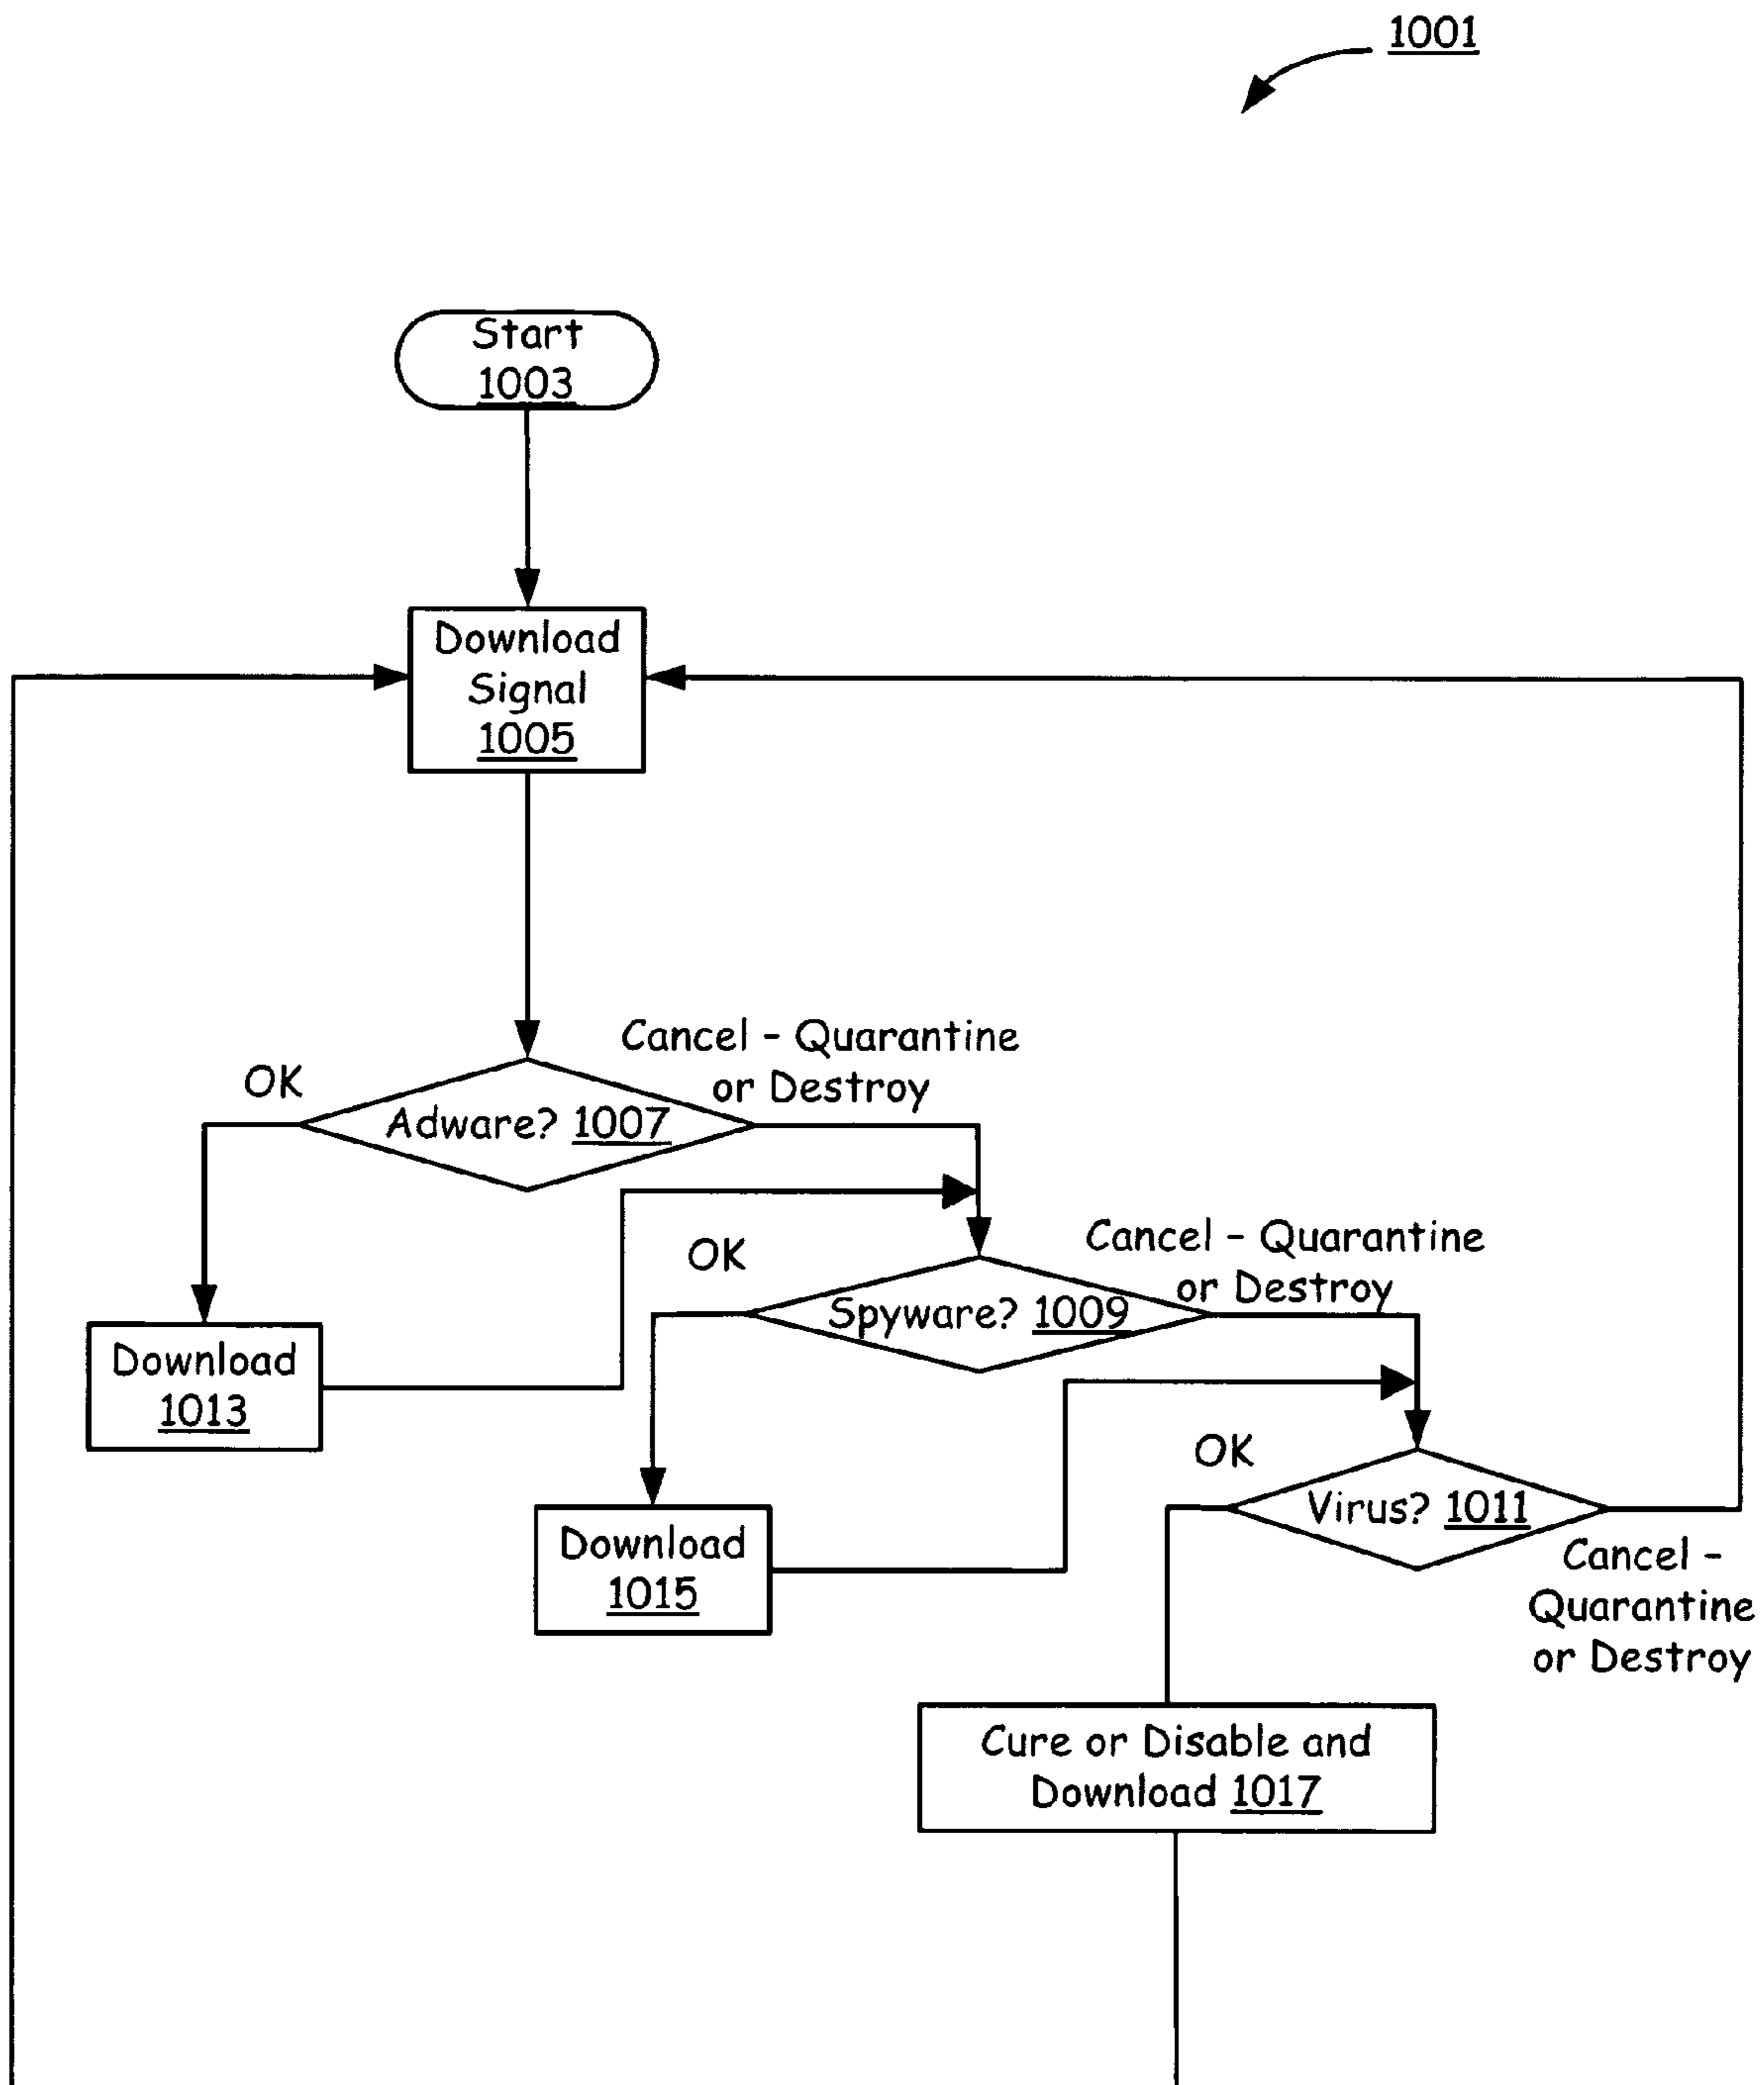 1001
Start
1003
Download
Signal
1005
Cancel - Quarantine
or Destroy
OK
Adware? 1007
Cancel - Quarantine
or Destroy
OK
Spyware? 1009
Download
1013
OK
Virus? 1011
Cancel -
Quarantine
or Destroy
Download
1015
Cure or Disable and
Download 1017